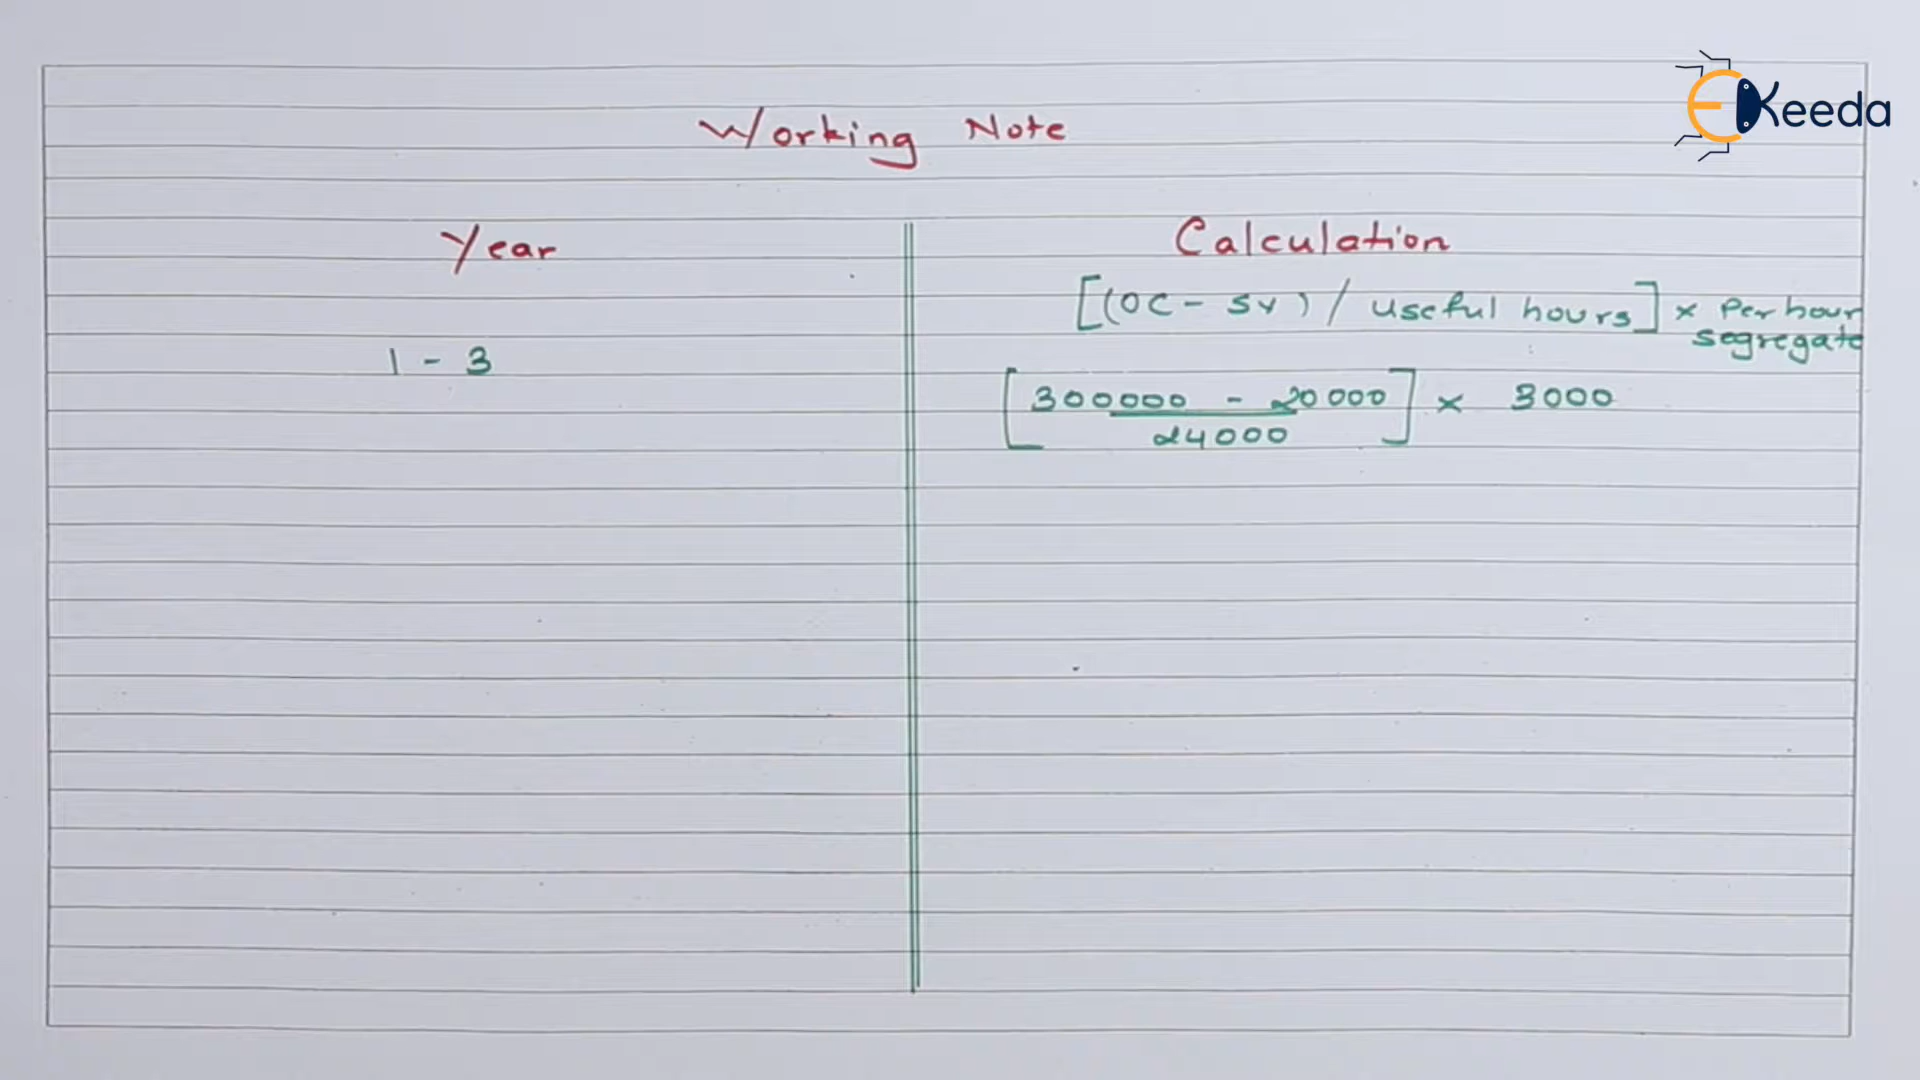 EKeeda
Working Note
Year
Calculation
[(OC - SV) / useful hours] × Per hour
segregate
1 - 3
[300000 - 20000] × 3000
24000